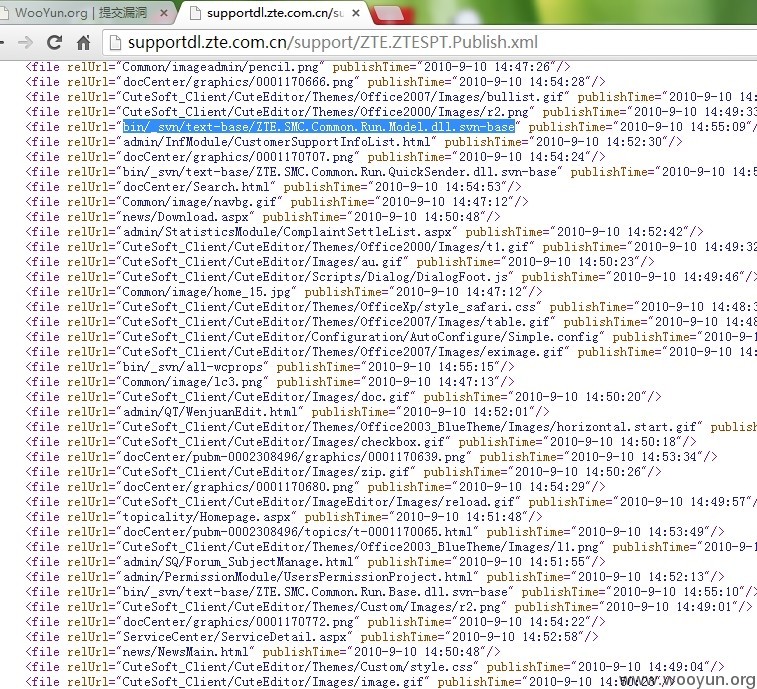 WooYun.org | 提交漏洞 ×
supportdl.zte.com.cn/su ×
supportdl.zte.com.cn/support/ZTE.ZTESPT.Publish.xml
<file relUrl="Common/imageadmin/pencil.png" publishTime="2010-9-10 14:47:26"/>
<file relUrl="docCenter/graphics/0001170666.png" publishTime="2010-9-10 14:54:28"/>
<file relUrl="CuteSoft_Client/CuteEditor/Themes/Office2007/Images/bullist.gif" publishTime="2010-9-10 14:
<file relUrl="CuteSoft_Client/CuteEditor/Themes/Office2000/Images/r2.png" publishTime="2010-9-10 14:49:33
<file relUrl="bin/_svn/text-base/ZTE.SMC.Common.Run.Model.dll.svn-base" publishTime="2010-9-10 14:55:09"/
<file relUrl="admin/InfModule/CustomerSupportInfoList.html" publishTime="2010-9-10 14:52:30"/>
<file relUrl="docCenter/graphics/0001170707.png" publishTime="2010-9-10 14:54:24"/>
<file relUrl="bin/_svn/text-base/ZTE.SMC.Common.Run.QuickSender.dll.svn-base" publishTime="2010-9-10 14:5
<file relUrl="docCenter/Search.html" publishTime="2010-9-10 14:54:53"/>
<file relUrl="Common/image/navbg.gif" publishTime="2010-9-10 14:47:12"/>
<file relUrl="news/Download.aspx" publishTime="2010-9-10 14:50:48"/>
<file relUrl="admin/StatisticsModule/ComplaintSettleList.aspx" publishTime="2010-9-10 14:52:42"/>
<file relUrl="CuteSoft_Client/CuteEditor/Themes/Office2000/Images/t1.gif" publishTime="2010-9-10 14:49:32
<file relUrl="CuteSoft_Client/CuteEditor/Images/au.gif" publishTime="2010-9-10 14:50:23"/>
<file relUrl="CuteSoft_Client/CuteEditor/Scripts/Dialog/DialogFoot.js" publishTime="2010-9-10 14:49:46"/>
<file relUrl="Common/image/home_15.jpg" publishTime="2010-9-10 14:47:12"/>
<file relUrl="CuteSoft_Client/CuteEditor/Themes/OfficeXp/style_safari.css" publishTime="2010-9-10 14:48:3
<file relUrl="CuteSoft_Client/CuteEditor/Themes/Office2007/Images/table.gif" publishTime="2010-9-10 14:48
<file relUrl="CuteSoft_Client/CuteEditor/Configuration/AutoConfigure/Simple.config" publishTime="2010-9-1
<file relUrl="CuteSoft_Client/CuteEditor/Themes/Office2007/Images/eximage.gif" publishTime="2010-9-10 14:
<file relUrl="bin/_svn/all-wcprops" publishTime="2010-9-10 14:55:15"/>
<file relUrl="Common/image/lc3.png" publishTime="2010-9-10 14:47:13"/>
<file relUrl="CuteSoft_Client/CuteEditor/Images/doc.gif" publishTime="2010-9-10 14:50:20"/>
<file relUrl="admin/QT/WenjuanEdit.html" publishTime="2010-9-10 14:52:01"/>
<file relUrl="CuteSoft_Client/CuteEditor/Themes/Office2003_BlueTheme/Images/horizontal.start.gif" publish
<file relUrl="CuteSoft_Client/CuteEditor/Images/checkbox.gif" publishTime="2010-9-10 14:50:18"/>
<file relUrl="docCenter/pubm-0002308496/graphics/0001170639.png" publishTime="2010-9-10 14:53:34"/>
<file relUrl="CuteSoft_Client/CuteEditor/Images/zip.gif" publishTime="2010-9-10 14:50:26"/>
<file relUrl="docCenter/graphics/0001170680.png" publishTime="2010-9-10 14:54:29"/>
<file relUrl="CuteSoft_Client/CuteEditor/ImageEditor/Images/reload.gif" publishTime="2010-9-10 14:49:57"/
<file relUrl="topicality/Homepage.aspx" publishTime="2010-9-10 14:51:48"/>
<file relUrl="docCenter/pubm-0002308496/topics/t-0001170065.html" publishTime="2010-9-10 14:53:49"/>
<file relUrl="CuteSoft_Client/CuteEditor/Themes/Office2003_BlueTheme/Images/l1.png" publishTime="2010-9-1
<file relUrl="admin/SQ/Forum_SubjectManage.html" publishTime="2010-9-10 14:51:55"/>
<file relUrl="admin/PermissionModule/UsersPermissionProject.html" publishTime="2010-9-10 14:52:13"/>
<file relUrl="bin/_svn/text-base/ZTE.SMC.Common.Run.Base.dll.svn-base" publishTime="2010-9-10 14:55:10"/>
<file relUrl="CuteSoft_Client/CuteEditor/Themes/Custom/Images/r2.png" publishTime="2010-9-10 14:49:01"/>
<file relUrl="docCenter/graphics/0001170772.png" publishTime="2010-9-10 14:54:22"/>
<file relUrl="ServiceCenter/ServiceDetail.aspx" publishTime="2010-9-10 14:52:58"/>
<file relUrl="news/NewsMain.html" publishTime="2010-9-10 14:50:48"/>
<file relUrl="CuteSoft_Client/CuteEditor/Themes/Custom/style.css" publishTime="2010-9-10 14:49:04"/>
<file relUrl="CuteSoft_Client/CuteEditor/Images/image.gif" publishTime="2010-9-10 14:50:23"/>
www.wooyun.org